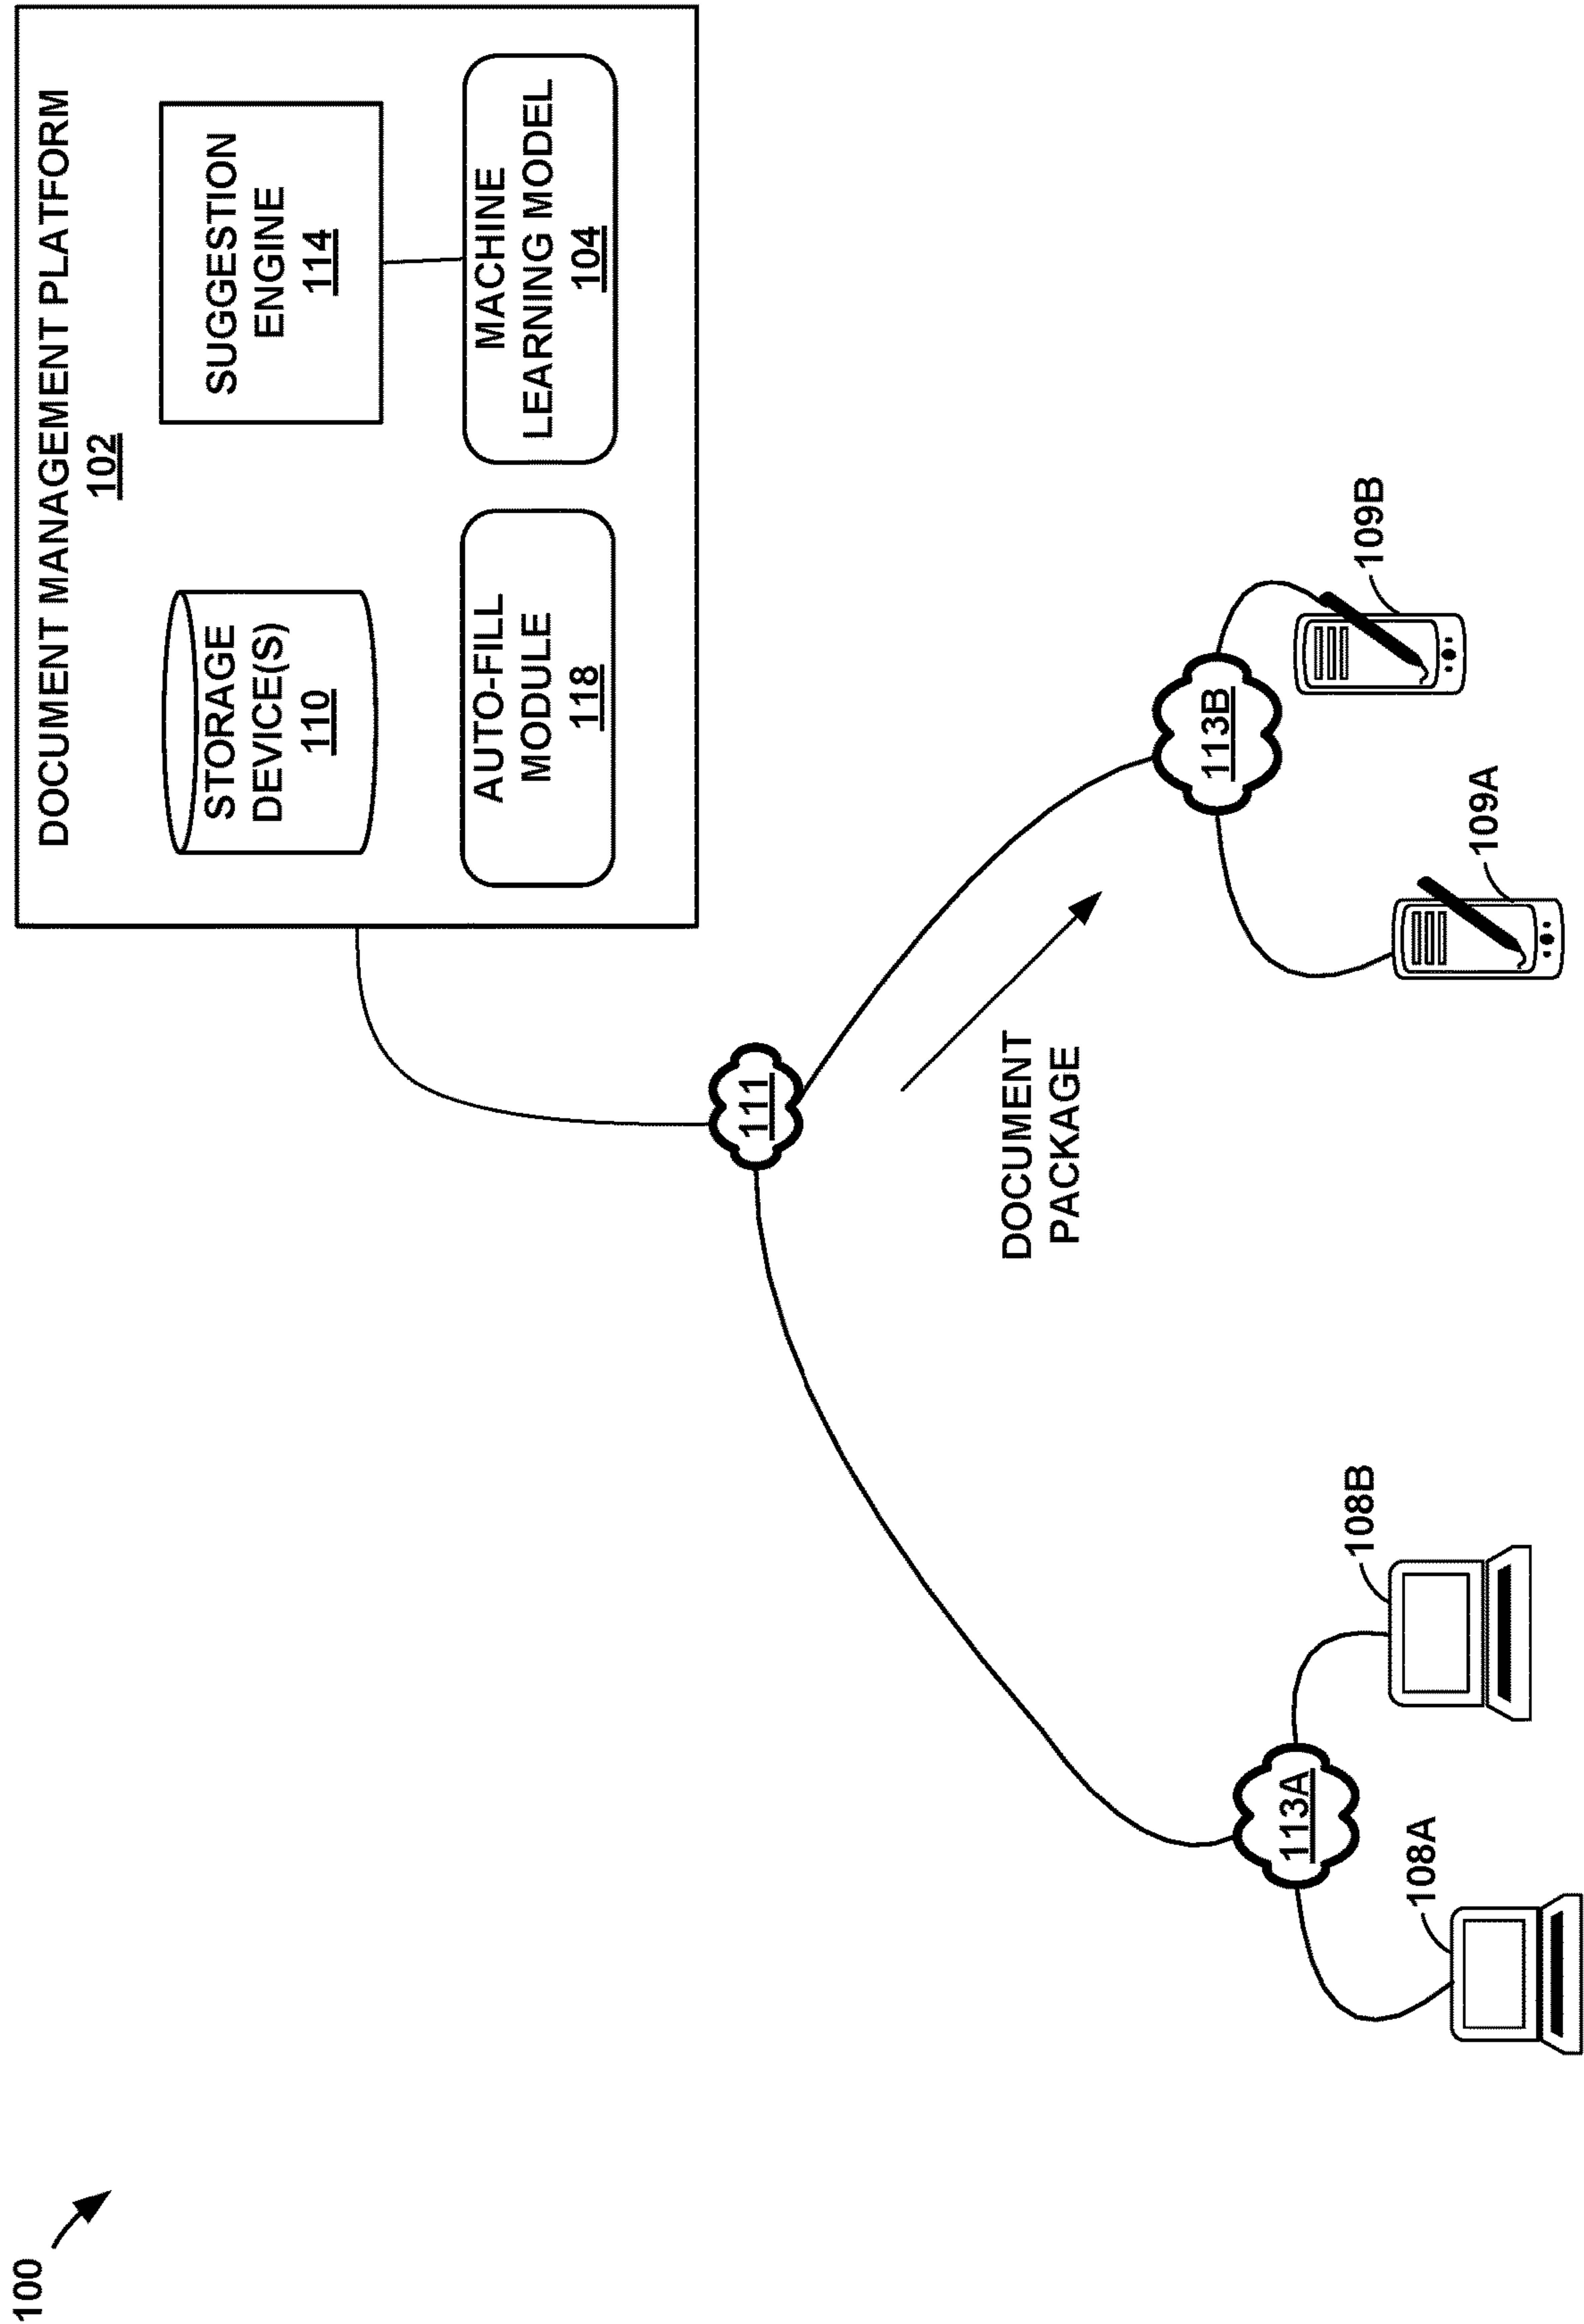 100
DOCUMENT MANAGEMENT PLATFORM
102
STORAGE
DEVICE(S)
110
SUGGESTION
ENGINE
114
AUTO-FILL
MODULE
118
MACHINE
LEARNING MODEL
104
111
DOCUMENT
PACKAGE
113A
108A
108B
113B
109A
109B